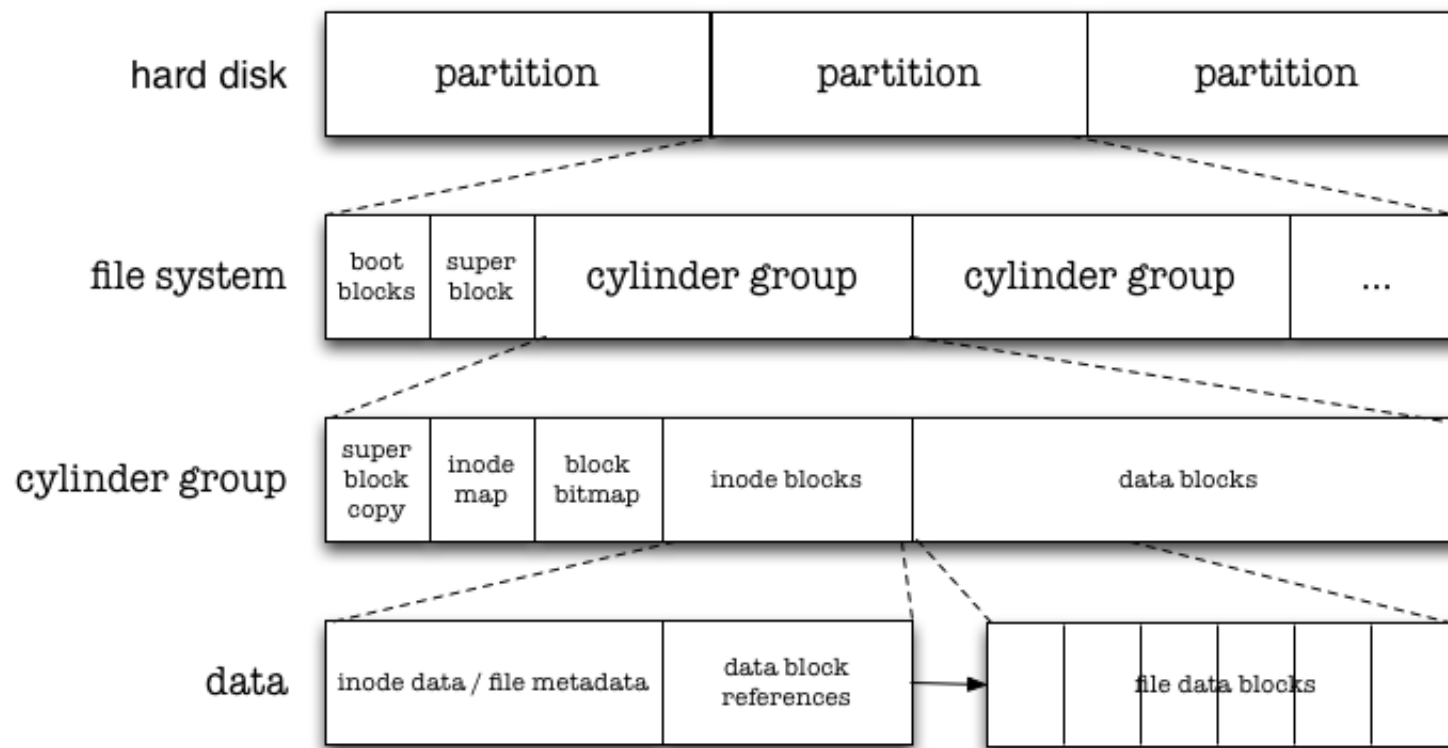 hard disk
partition
partition
partition
file system
boot
blocks
super
block
cylinder group
cylinder group
...
cylinder group
super
block
copy
inode
map
block
bitmap
inode blocks
data blocks
data
inode data / file metadata
data block
references
file data blocks